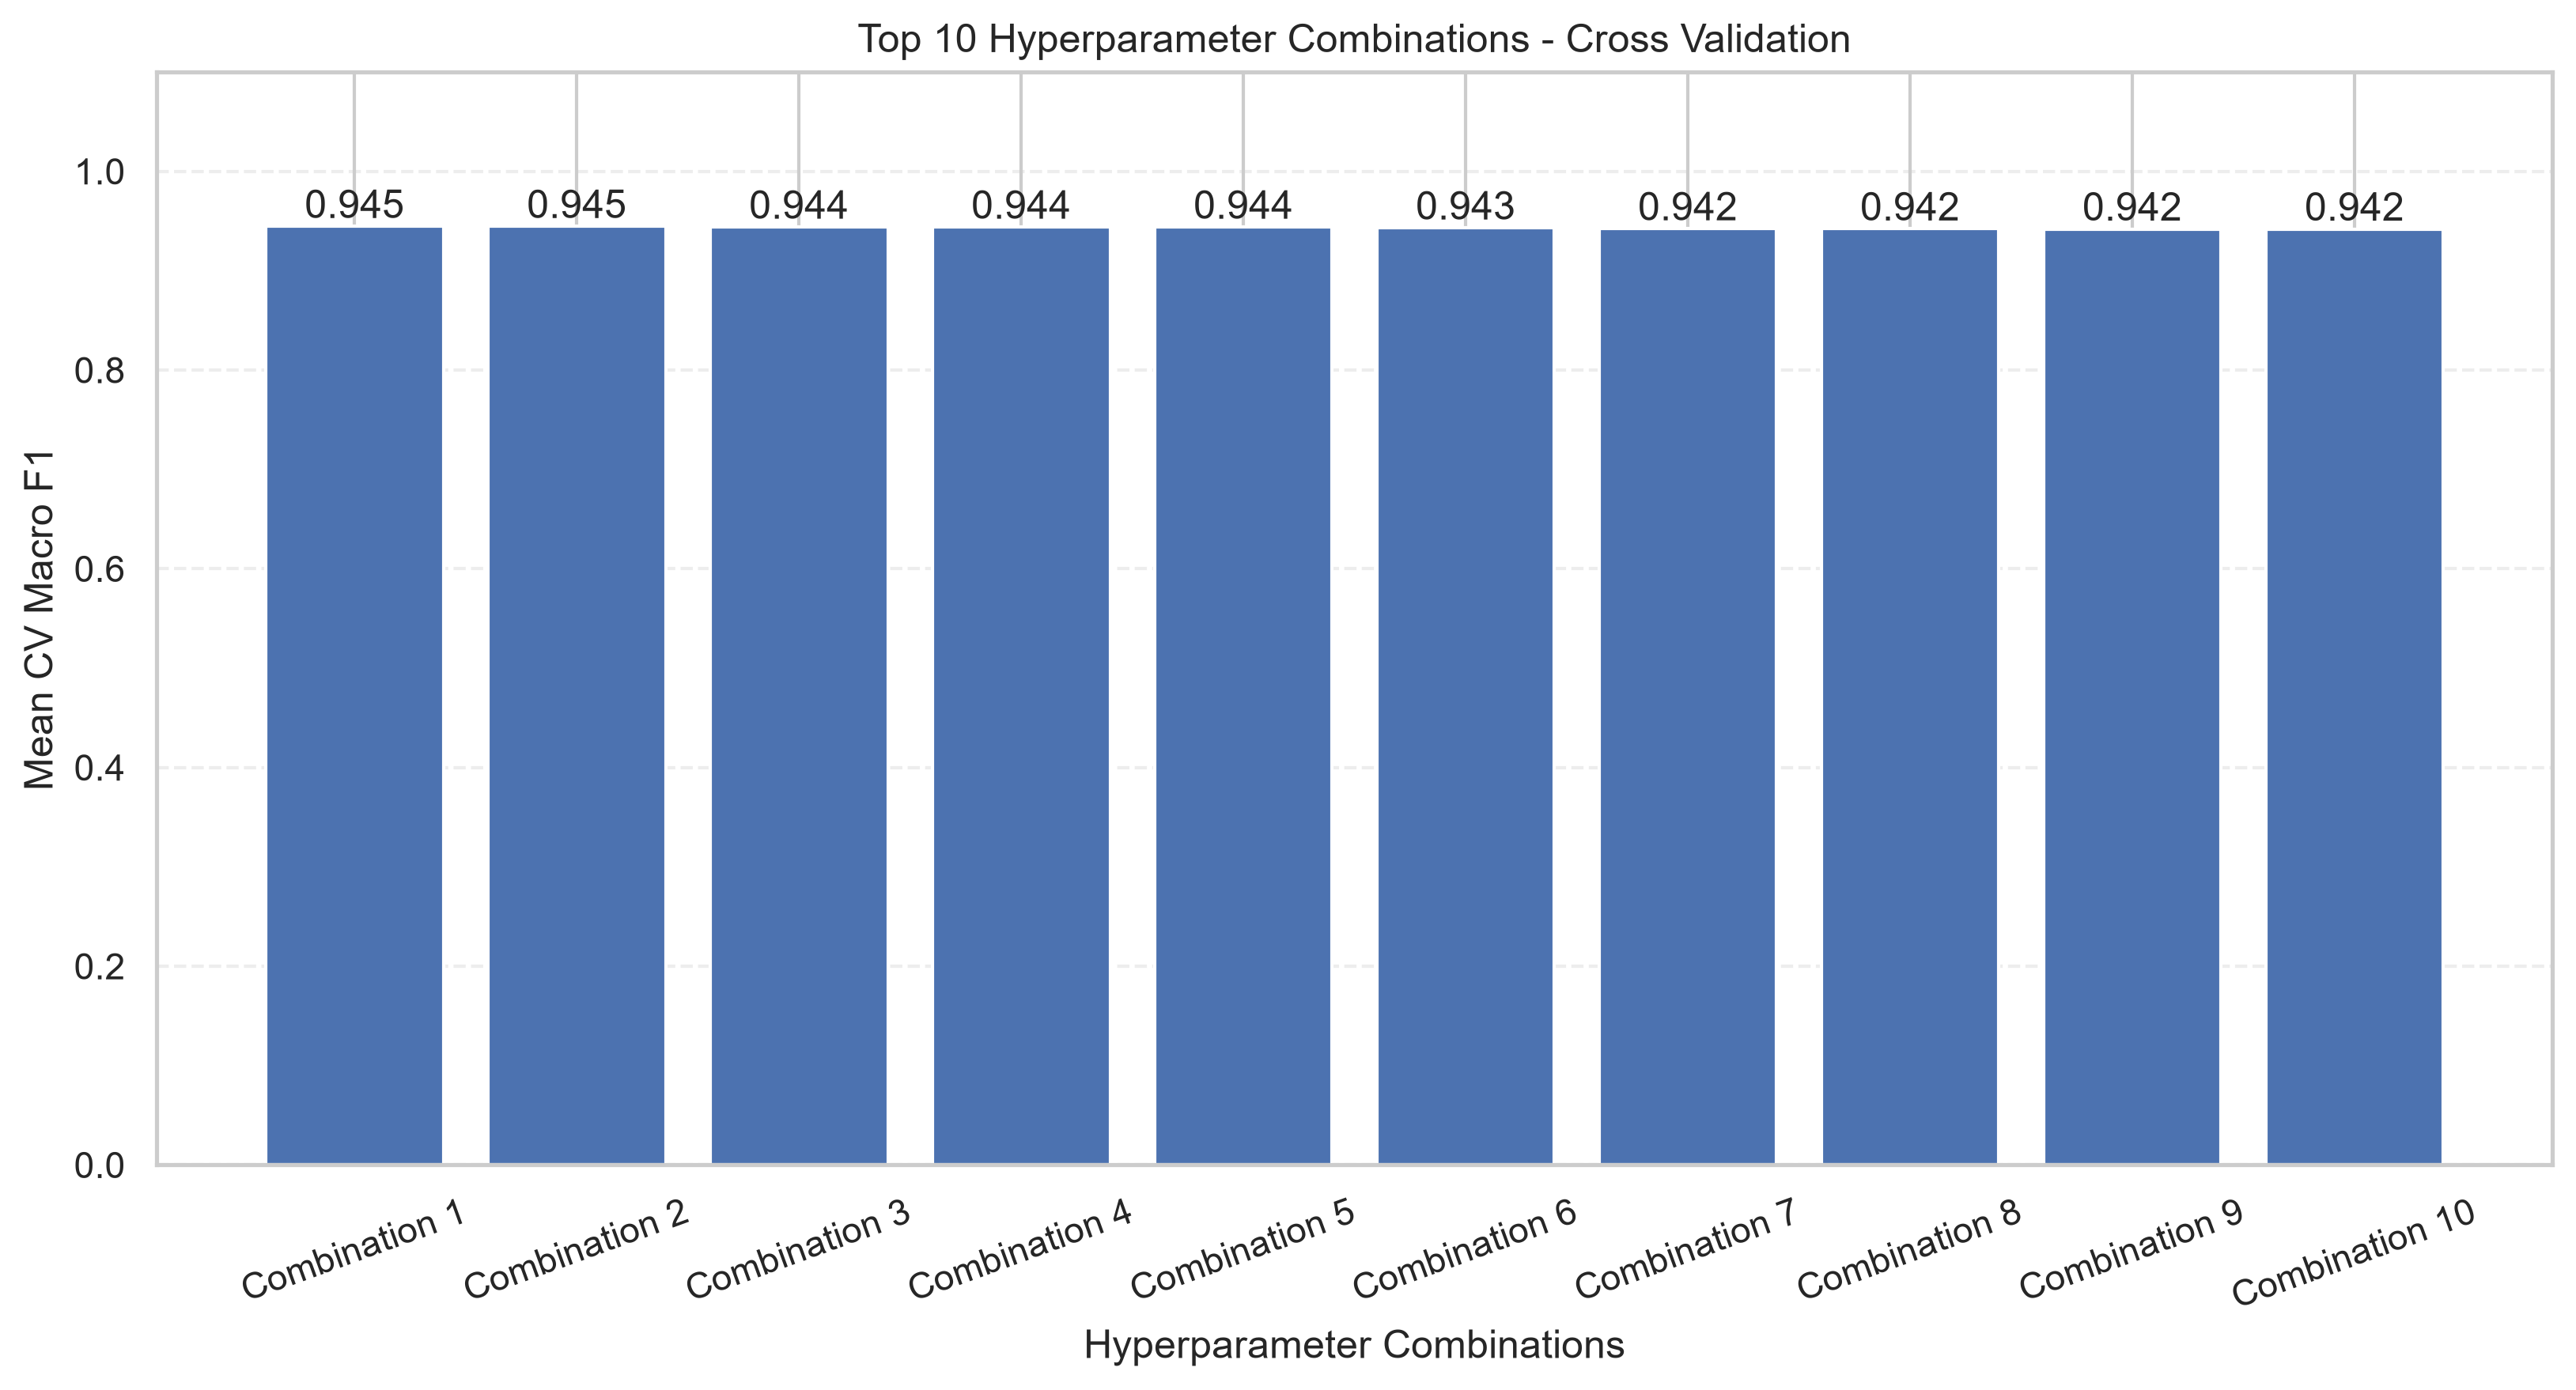 Top 10 Hyperparameter Combinations - Cross Validation
Mean CV Macro F1
1.0
0.8
0.6
0.4
0.2
0.0
0.945 0.945 0.944 0.944 0.944 0.943 0.942 0.942 0.942 0.942
Combination 1 Combination 2 Combination 3 Combination 4 Combination 5 Combination 6 Combination 7 Combination 8 Combination 9 Combination 10
Hyperparameter Combinations